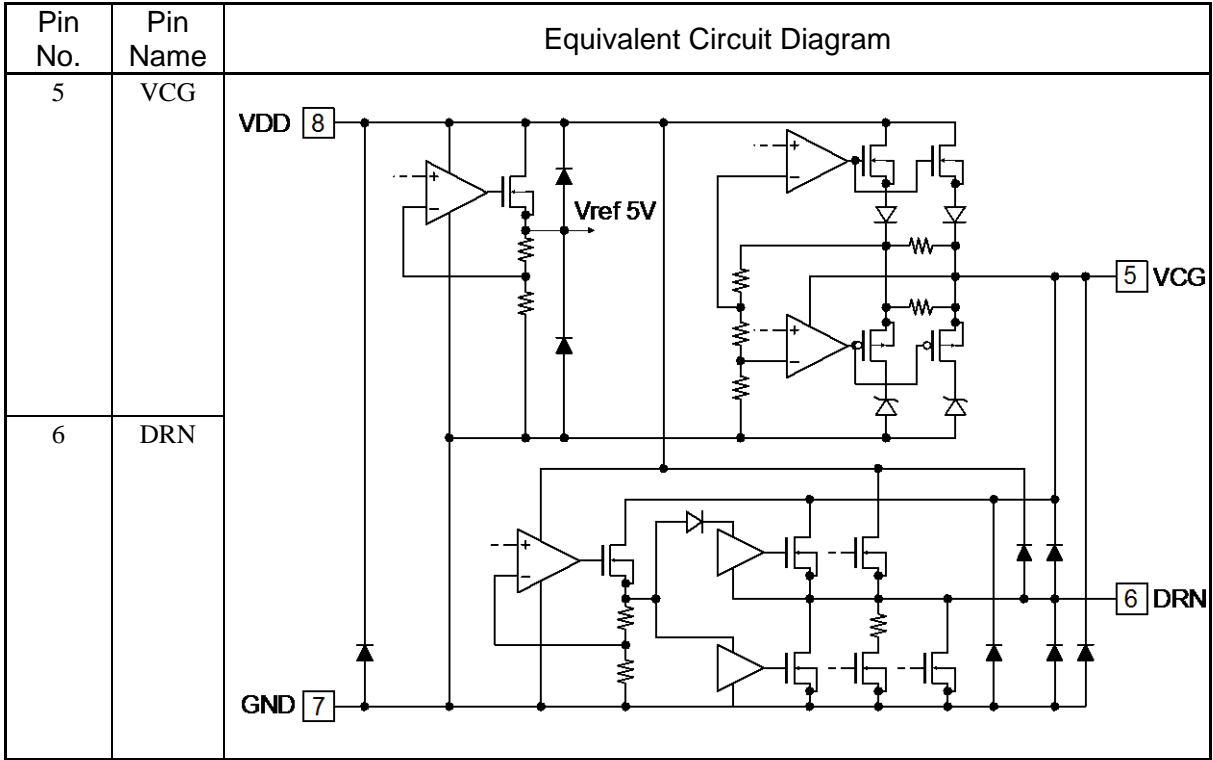 Pin No.
Pin Name
Equivalent Circuit Diagram
5
VCG
6
DRN
VDD 8
Vref 5V
5 VCG
6 DRN
GND 7